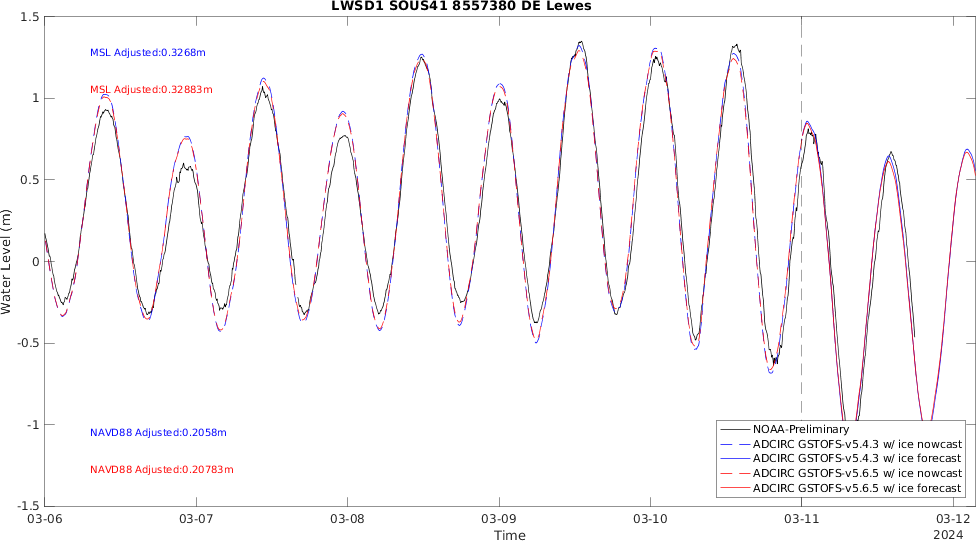 LWSD1 SOUS41 8557380 DE Lewes
1.5
1
0.5
0
-0.5
-1
-1.5
Water Level (m)
MSL Adjusted:0.3268m
MSL Adjusted:0.32883m
NAVD88 Adjusted:0.2058m
NAVD88 Adjusted:0.20783m
NOAA-Preliminary
ADCIRC GSTOFS-v5.4.3 w/ ice nowcast
ADCIRC GSTOFS-v5.4.3 w/ ice forecast
ADCIRC GSTOFS-v5.6.5 w/ ice nowcast
ADCIRC GSTOFS-v5.6.5 w/ ice forecast
03-06 03-07 03-08 03-09 03-10 03-11 03-12
2024
Time